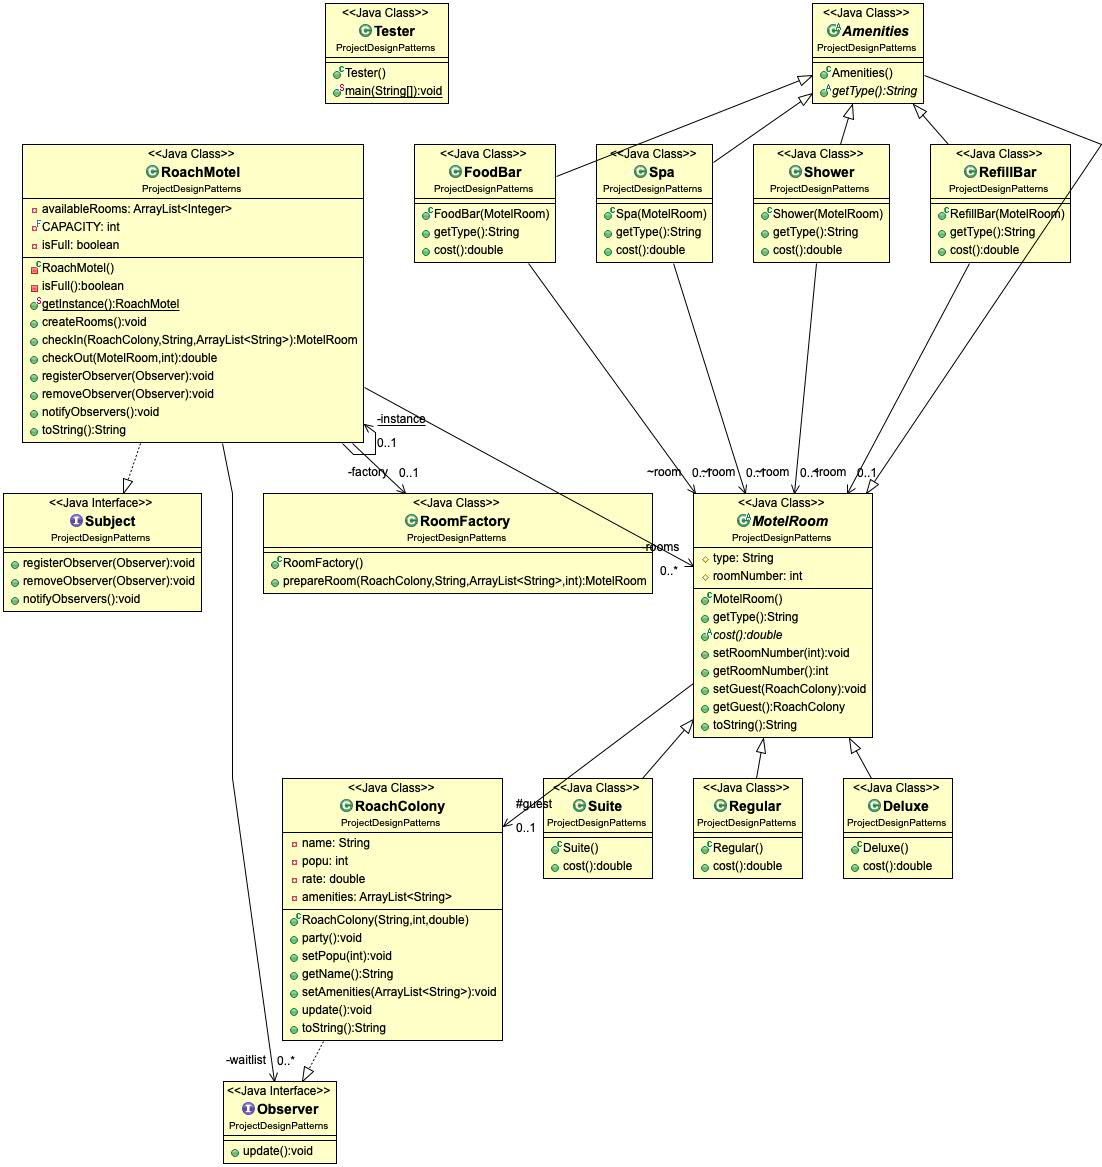 <<Java Class>>
Tester
ProjectDesignPatterns
Tester()
main(String[]):void
<<Java Class>>
Amenities
ProjectDesignPatterns
Amenities()
getType():String
<<Java Class>>
RoachMotel
ProjectDesignPatterns
availableRooms: ArrayList<Integer>
CAPACITY: int
isFull: boolean
RoachMotel()
isFull():boolean
getInstance():RoachMotel
createRooms():void
checkIn(RoachColony,String,ArrayList<String>):MotelRoom
checkOut(MotelRoom,int):double
registerObserver(Observer):void
removeObserver(Observer):void
notifyObservers():void
toString():String
<<Java Class>>
FoodBar
ProjectDesignPatterns
FoodBar(MotelRoom)
getType():String
cost():double
<<Java Class>>
Spa
ProjectDesignPatterns
Spa(MotelRoom)
getType():String
cost():double
<<Java Class>>
Shower
ProjectDesignPatterns
Shower(MotelRoom)
getType():String
cost():double
<<Java Class>>
RefillBar
ProjectDesignPatterns
RefillBar(MotelRoom)
getType():String
cost():double
-instance
0..1
-factory 0..1
~room 0..1
~room 0..1
~room 0..1
~room 0..1
<<Java Interface>>
Subject
ProjectDesignPatterns
registerObserver(Observer):void
removeObserver(Observer):void
notifyObservers():void
<<Java Class>>
RoomFactory
ProjectDesignPatterns
RoomFactory()
prepareRoom(RoachColony,String,ArrayList<String>,int):MotelRoom
-rooms
0..*
<<Java Class>>
MotelRoom
ProjectDesignPatterns
type: String
roomNumber: int
MotelRoom()
getType():String
cost():double
setRoomNumber(int):void
getRoomNumber():int
setGuest(RoachColony):void
getGuest():RoachColony
toString():String
<<Java Class>>
RoachColony
ProjectDesignPatterns
name: String
popu: int
rate: double
amenities: ArrayList<String>
RoachColony(String,int,double)
party():void
setPopu(int):void
getName():String
setAmenities(ArrayList<String>):void
update():void
toString():String
#guest
0..1
<<Java Class>>
Suite
ProjectDesignPatterns
Suite()
cost():double
<<Java Class>>
Regular
ProjectDesignPatterns
Regular()
cost():double
<<Java Class>>
Deluxe
ProjectDesignPatterns
Deluxe()
cost():double
-waitlist 0..*
<<Java Interface>>
Observer
ProjectDesignPatterns
update():void